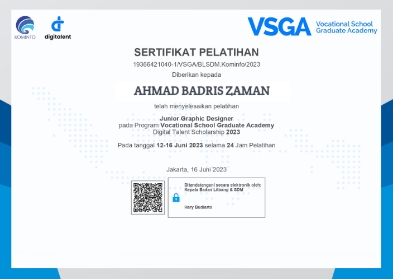 KOMINFO
digitalent
VSGA
Vocational School
Graduate Academy
SERTIFIKAT PELATIHAN
19366421040-1/VSGA/BLSDM.Kominfo/2023
Diberikan kepada
AHMAD BADRIS ZAMAN
telah menyelesaikan pelatihan
Junior Graphic Designer
pada Program Vocational School Graduate Academy
Digital Talent Scholarship 2023
Pada tanggal 12-16 Juni 2023 selama 24 Jam Pelatihan
Jakarta, 16 Juni 2023
Ditandatangani secara elektronik oleh:
Kepala Badan Litbang & SDM
Hary Budiarto